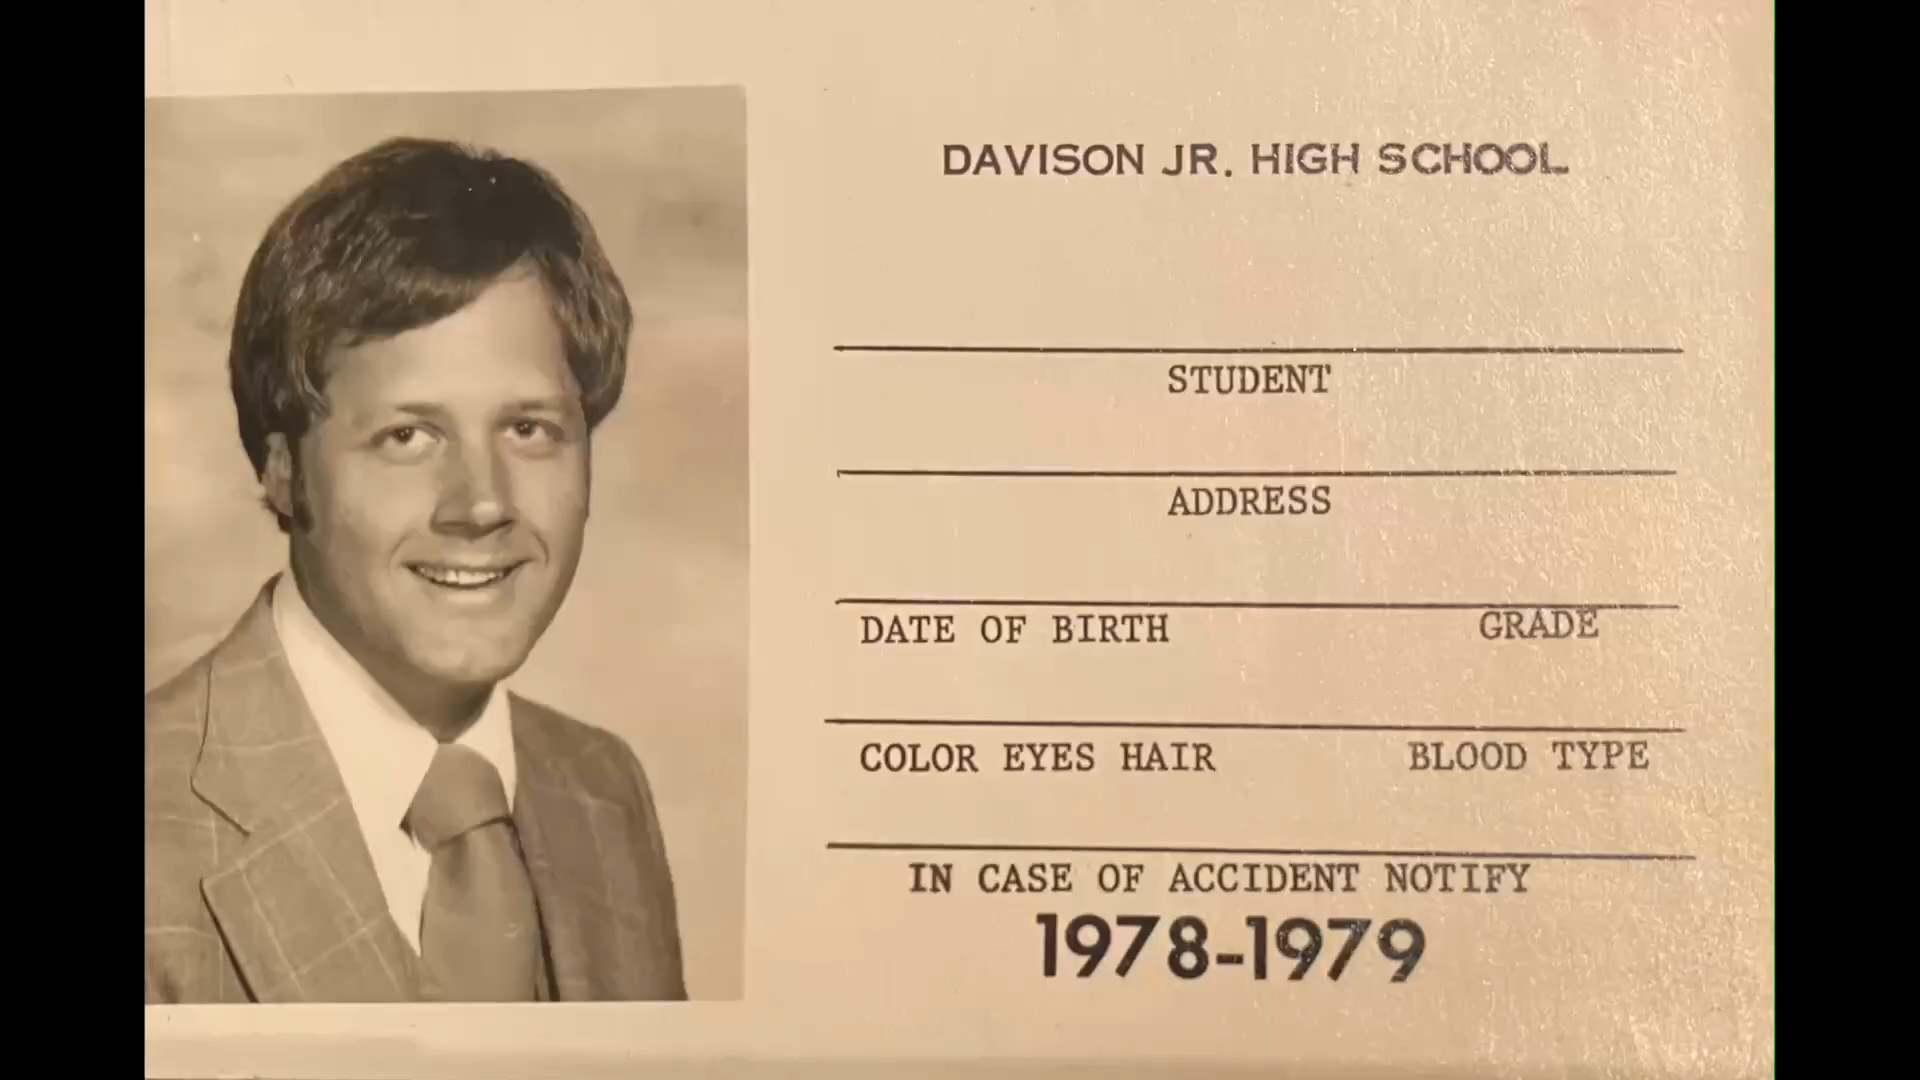 DAVISON JR. HIGH SCHOOL
STUDENT
ADDRESS
DATE OF BIRTH GRADE
COLOR EYES HAIR BLOOD TYPE
IN CASE OF ACCIDENT NOTIFY
1978-1979